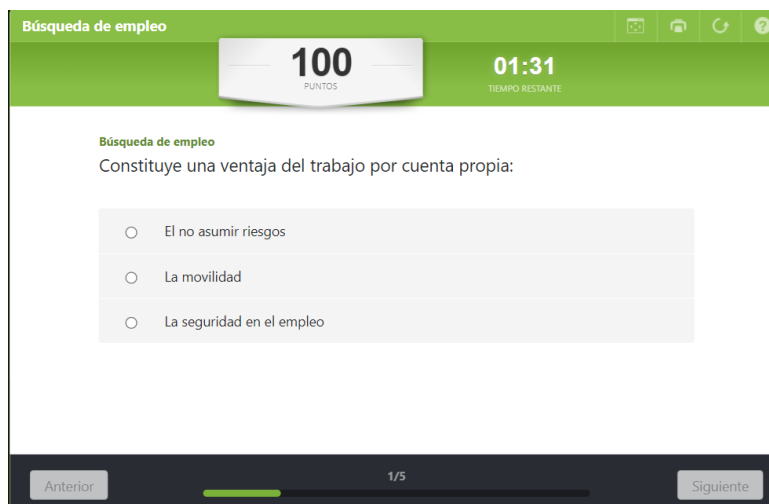 Búsqueda de empleo
?
100
PUNTOS
01:31
TIEMPO RESTANTE
Búsqueda de empleo
Constituye una ventaja del trabajo por cuenta propia:
El no asumir riesgos
La movilidad
La seguridad en el empleo
Anterior
1/5
Siguiente